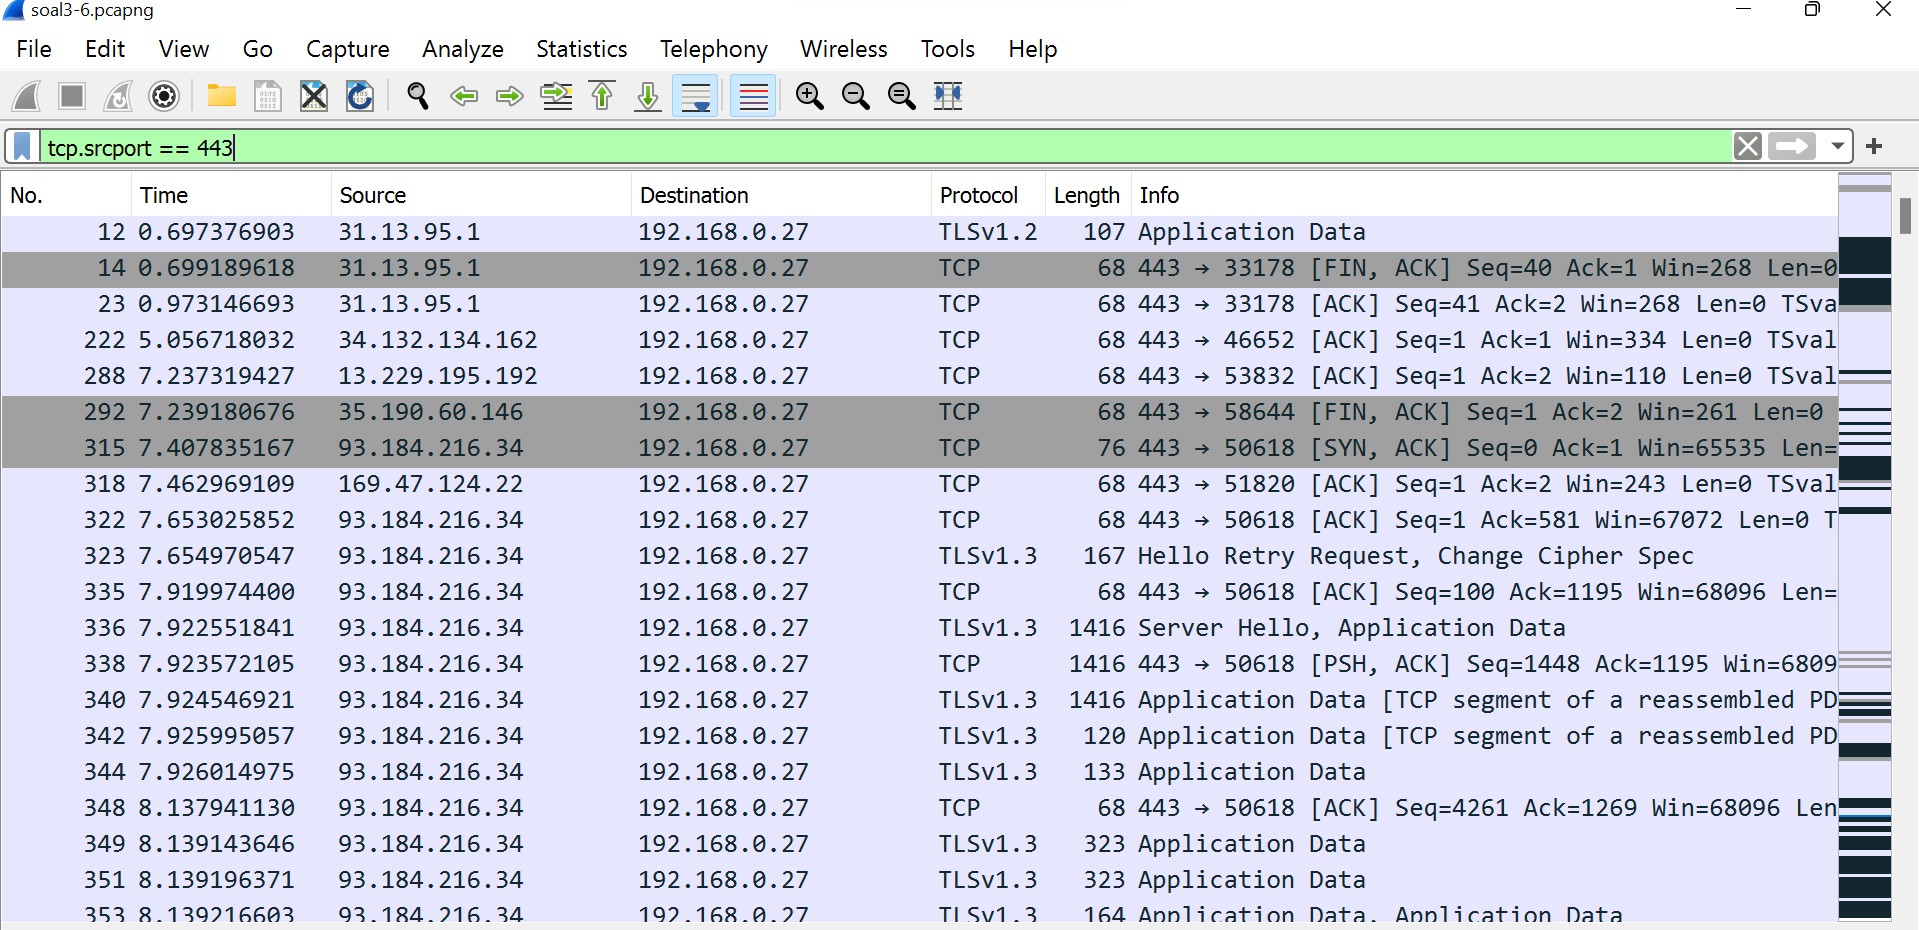 soal3-6.pcapng
File Edit View Go Capture Analyze Statistics Telephony Wireless Tools Help
tcp.srcport == 443
No. Time Source Destination Protocol Length Info
12 0.697376903 31.13.95.1 192.168.0.27 TLSv1.2 107 Application Data
14 0.699189618 31.13.95.1 192.168.0.27 TCP 68 443 → 33178 [FIN, ACK] Seq=40 Ack=1 Win=268 Len=0
23 0.973146693 31.13.95.1 192.168.0.27 TCP 68 443 → 33178 [ACK] Seq=41 Ack=2 Win=268 Len=0 TSva
222 5.056718032 34.132.134.162 192.168.0.27 TCP 68 443 → 46652 [ACK] Seq=1 Ack=1 Win=334 Len=0 TSval
288 7.237319427 13.229.195.192 192.168.0.27 TCP 68 443 → 53832 [ACK] Seq=1 Ack=2 Win=110 Len=0 TSval
292 7.239180676 35.190.60.146 192.168.0.27 TCP 68 443 → 58644 [FIN, ACK] Seq=1 Ack=2 Win=261 Len=0
315 7.407835167 93.184.216.34 192.168.0.27 TCP 76 443 → 50618 [SYN, ACK] Seq=0 Ack=1 Win=65535 Len=
318 7.462969109 169.47.124.22 192.168.0.27 TCP 68 443 → 51820 [ACK] Seq=1 Ack=2 Win=243 Len=0 TSval
322 7.653025852 93.184.216.34 192.168.0.27 TCP 68 443 → 50618 [ACK] Seq=1 Ack=581 Win=67072 Len=0 T
323 7.654970547 93.184.216.34 192.168.0.27 TLSv1.3 167 Hello Retry Request, Change Cipher Spec
335 7.919974400 93.184.216.34 192.168.0.27 TCP 68 443 → 50618 [ACK] Seq=100 Ack=1195 Win=68096 Len=
336 7.922551841 93.184.216.34 192.168.0.27 TLSv1.3 1416 Server Hello, Application Data
338 7.923572105 93.184.216.34 192.168.0.27 TCP 1416 443 → 50618 [PSH, ACK] Seq=1448 Ack=1195 Win=6809
340 7.924546921 93.184.216.34 192.168.0.27 TLSv1.3 1416 Application Data [TCP segment of a reassembled PD
342 7.925995057 93.184.216.34 192.168.0.27 TLSv1.3 120 Application Data [TCP segment of a reassembled PD
344 7.926014975 93.184.216.34 192.168.0.27 TLSv1.3 133 Application Data
348 8.137941130 93.184.216.34 192.168.0.27 TCP 68 443 → 50618 [ACK] Seq=4261 Ack=1269 Win=68096 Len
349 8.139143646 93.184.216.34 192.168.0.27 TLSv1.3 323 Application Data
351 8.139196371 93.184.216.34 192.168.0.27 TLSv1.3 323 Application Data
353 8.139216603 93.184.216.34 192.168.0.27 TLSv1.3 164 Application Data, Application Data